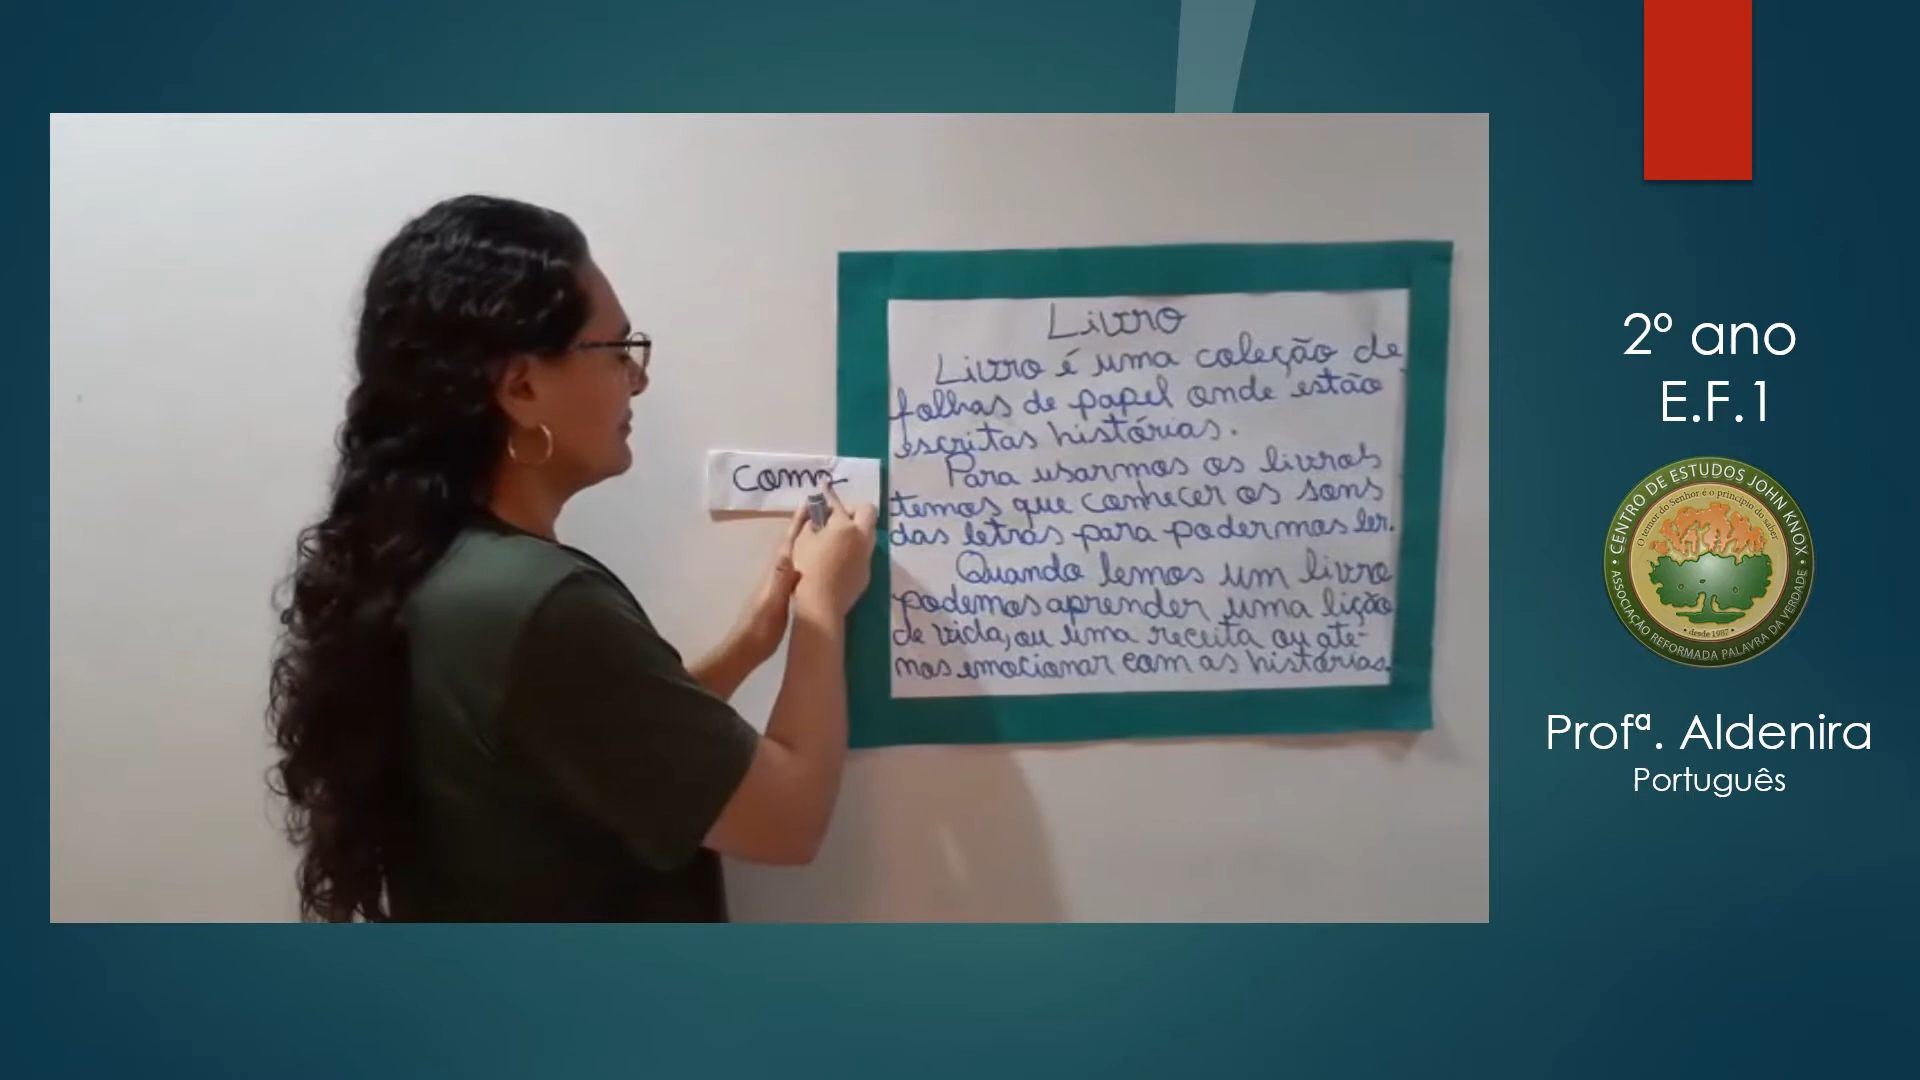 Livro
Livro é uma coleção de
folhas de papel onde estão
escritas histórias.
Para usarmos os livros
temos que conhecer os sons
das letras para podermos ler.
Quando lemos um livro
podemos aprender uma lição
de vida, ou uma receita ou até
nos emocionar com as histórias.
como
2º ano
E.F.1
CENTRO DE ESTUDOS JOHN KNOX
O temor do Senhor é o princípio do saber
desde 1987
ASSOCIAÇÃO REFORMADA PALAVRA DA VERDADE
Profª. Aldenira
Português